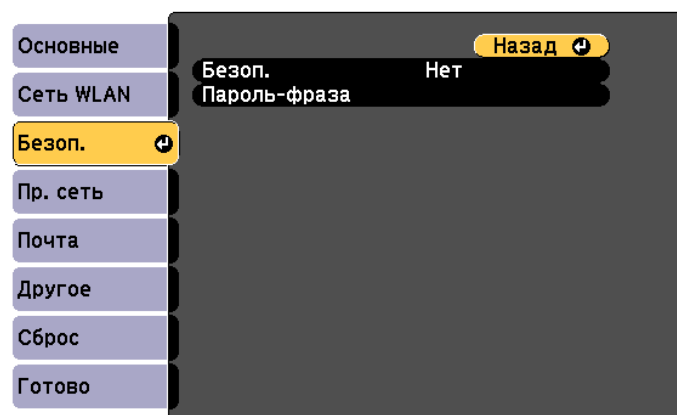 Основные
Сеть WLAN
Безоп.
Пр. сеть
Почта
Другое
Сброс
Готово
Назад
Безоп. Нет
Пароль-фраза